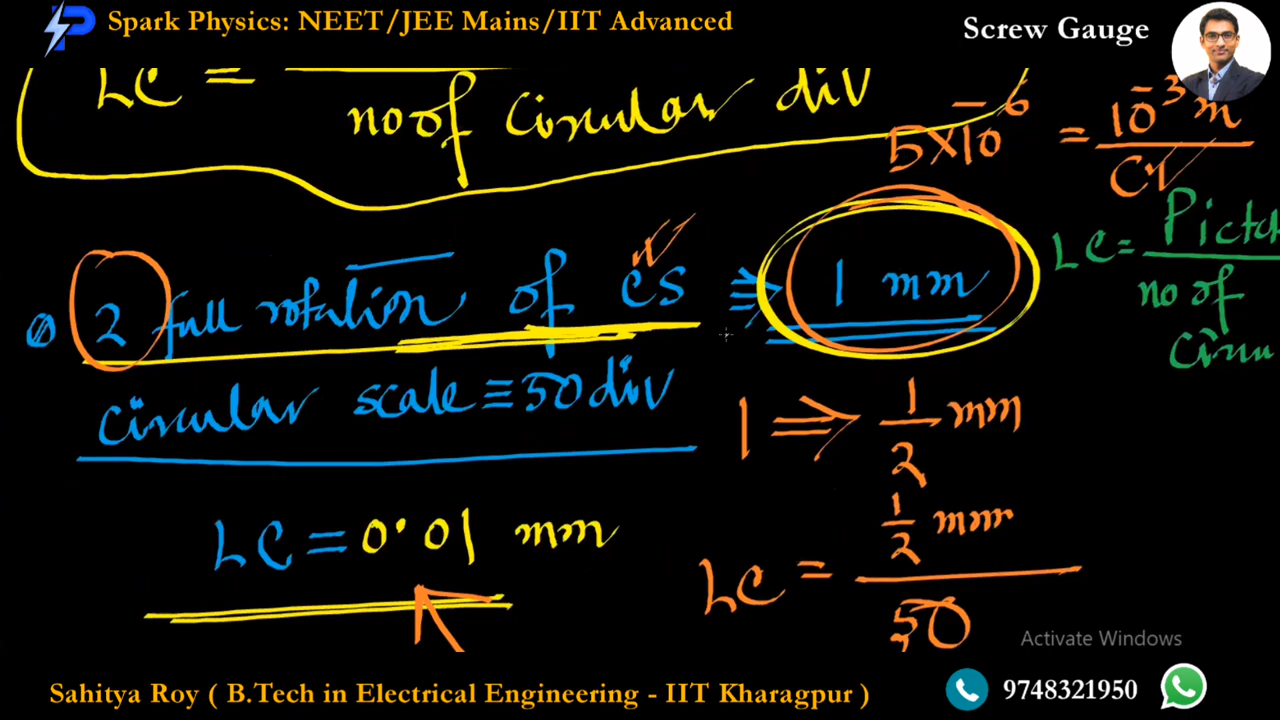 Spark Physics: NEET/JEE Mains/IIT Advanced
Screw Gauge
LC =
no of Circular div
5×10^-6 = 10^-3 m
LC = Pitch
no of
Circu
2 full rotation of CS ≡> 1 mm
circular scale ≡ 50 div
1 => 1/2 mm
LC = 0.01 mm
LC = 1/2 mm
50
Activate Windows
Sahitya Roy ( B.Tech in Electrical Engineering - IIT Kharagpur )
9748321950